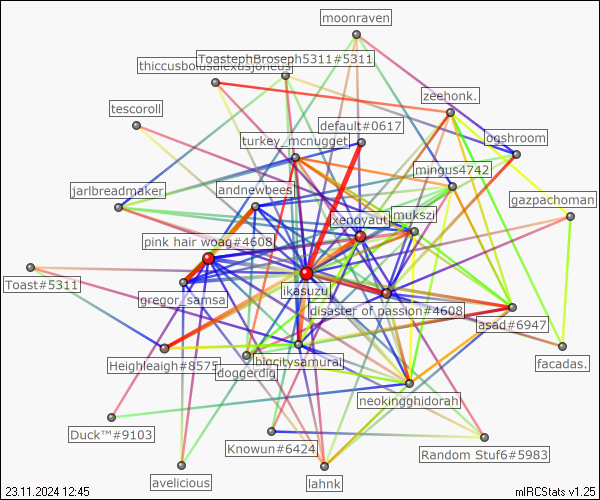 moonraven
ToastephBroseph5311#5311
thiccusbolusalexusjoneus
zeehonk.
tescoroll
default#0617
turkey_mcnugget
ogshroom
mingus4742
jarlbreadmaker
andnewbees
gazpachoman
xenoyaut
mukszi
pink hair woag#4608
Toast#5311
ikasuzu
gregor_samsa
disaster of passion#4608
asad#6947
bigcitysamurai
Heighleaigh#8575
facadas.
doggerdig
neokingghidorah
Duck™#9103
Knowun#6424
Random Stuf6#5983
avelicious
lahnk
23.11.2024 12:45
mIRCStats v1.25